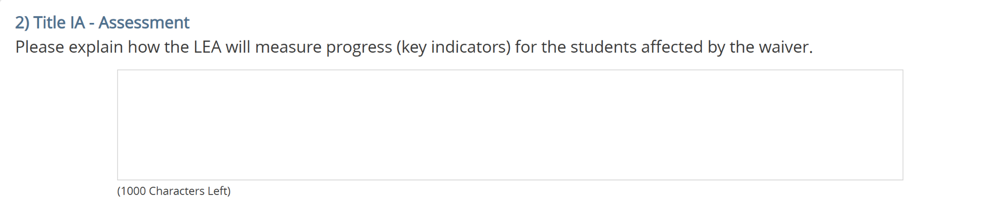 2) Title IA - Assessment
Please explain how the LEA will measure progress (key indicators) for the students affected by the waiver.
(1000 Characters Left)